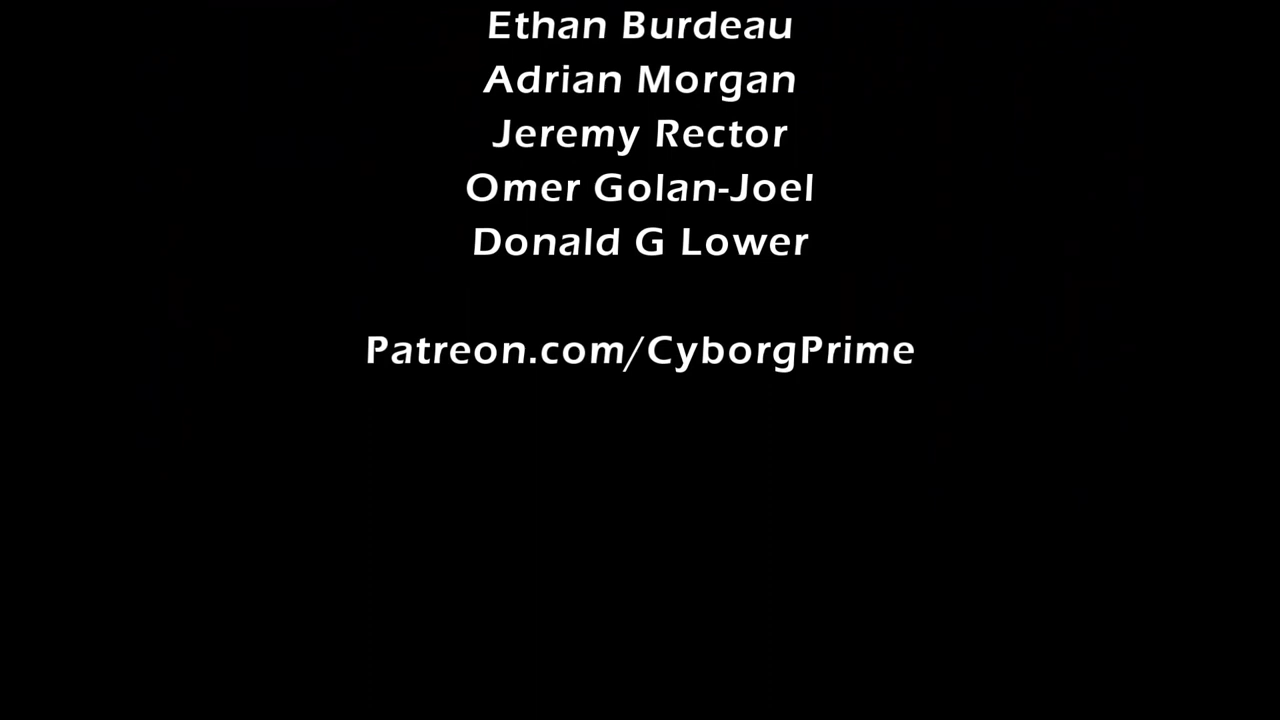 Ethan Burdeau
Adrian Morgan
Jeremy Rector
Omer Golan-Joel
Donald G Lower
Patreon.com/CyborgPrime